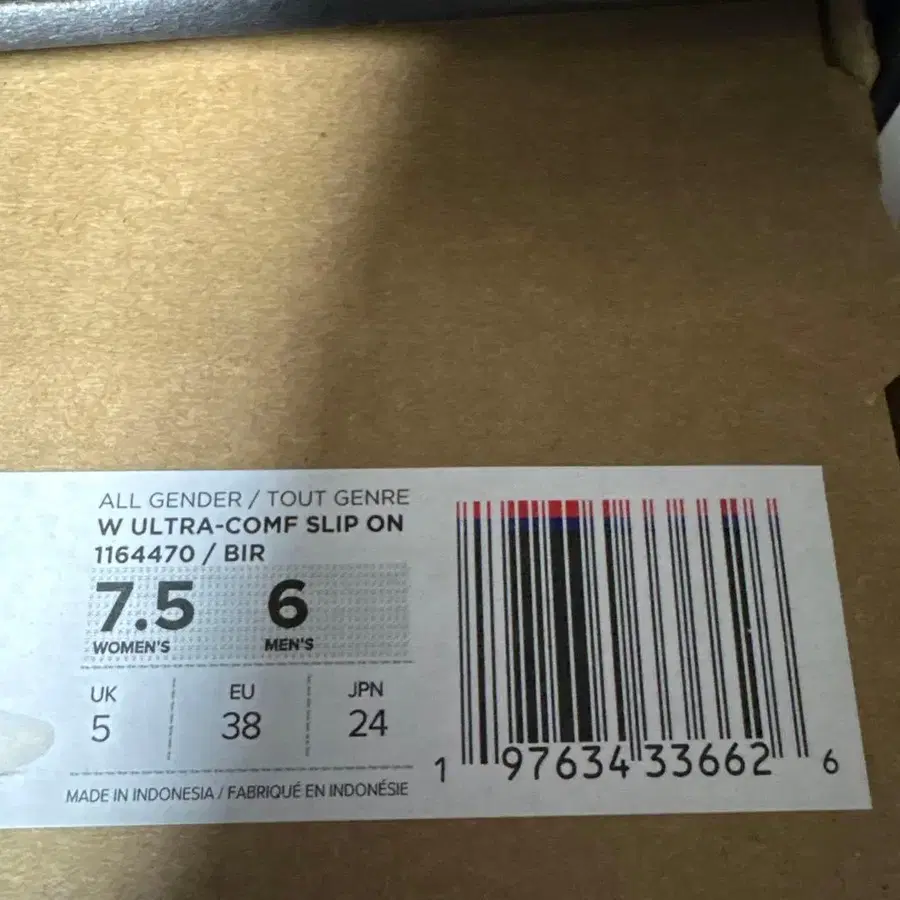 ALL GENDER / TOUT GENRE
W ULTRA-COMF SLIP ON
1164470 / BIR
7.5 6
WOMEN'S MEN'S
UK EU JPN
5 38 24
MADE IN INDONESIA / FABRIQUÉ EN INDONÉSIE
1 97634 33662 6